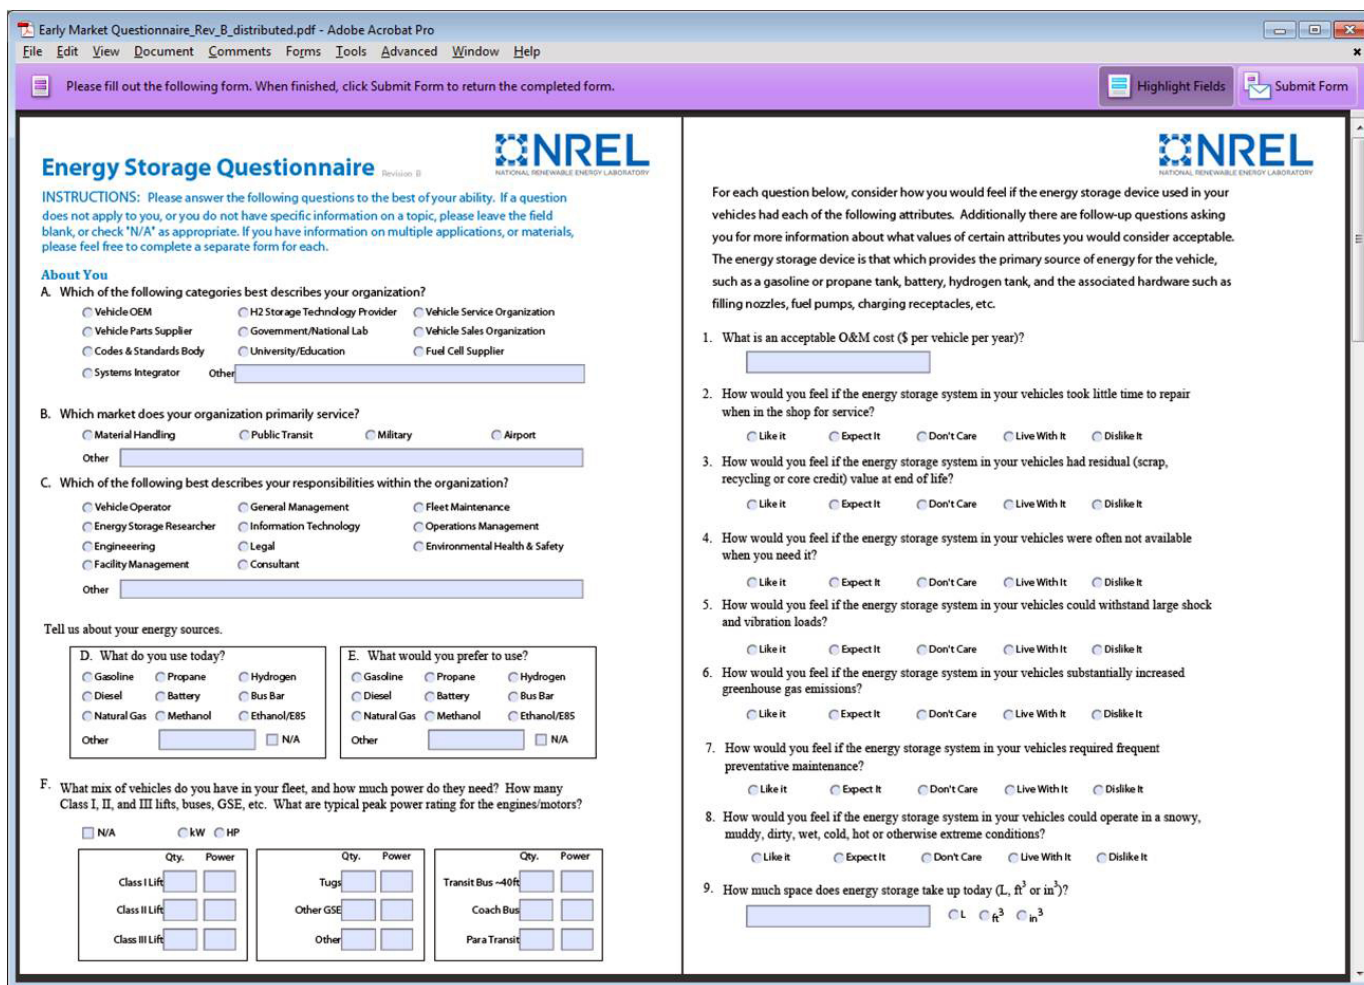 Early Market Questionnaire_Rev_B_distributed.pdf - Adobe Acrobat Pro
File Edit View Document Comments Forms Tools Advanced Window Help
Please fill out the following form. When finished, click Submit Form to return the completed form.
Highlight Fields
Submit Form
NREL
NATIONAL RENEWABLE ENERGY LABORATORY
Energy Storage Questionnaire Revision B
INSTRUCTIONS: Please answer the following questions to the best of your ability. If a question
does not apply to you, or you do not have specific information on a topic, please leave the field
blank, or check "N/A" as appropriate. If you have information on multiple applications, or materials,
please feel free to complete a separate form for each.
About You
A. Which of the following categories best describes your organization?
Vehicle OEM H2 Storage Technology Provider Vehicle Service Organization
Vehicle Parts Supplier Government/National Lab Vehicle Sales Organization
Codes & Standards Body University/Education Fuel Cell Supplier
Systems Integrator Other
B. Which market does your organization primarily service?
Material Handling Public Transit Military Airport
Other
C. Which of the following best describes your responsibilities within the organization?
Vehicle Operator General Management Fleet Maintenance
Energy Storage Researcher Information Technology Operations Management
Engineeering Legal Environmental Health & Safety
Facility Management Consultant
Other
Tell us about your energy sources.
D. What do you use today?
Gasoline Propane Hydrogen
Diesel Battery Bus Bar
Natural Gas Methanol Ethanol/E85
Other N/A
E. What would you prefer to use?
Gasoline Propane Hydrogen
Diesel Battery Bus Bar
Natural Gas Methanol Ethanol/E85
Other N/A
F. What mix of vehicles do you have in your fleet, and how much power do they need? How many
Class I, II, and III lifts, buses, GSE, etc. What are typical peak power rating for the engines/motors?
N/A kW HP
Qty. Power
Class I Lift
Class II Lift
Class III Lift
Qty. Power
Tugs
Other GSE
Other
Qty. Power
Transit Bus ~40ft
Coach Bus
Para Transit
NREL
NATIONAL RENEWABLE ENERGY LABORATORY
For each question below, consider how you would feel if the energy storage device used in your
vehicles had each of the following attributes. Additionally there are follow-up questions asking
you for more information about what values of certain attributes you would consider acceptable.
The energy storage device is that which provides the primary source of energy for the vehicle,
such as a gasoline or propane tank, battery, hydrogen tank, and the associated hardware such as
filling nozzles, fuel pumps, charging receptacles, etc.
1. What is an acceptable O&M cost ($ per vehicle per year)?
2. How would you feel if the energy storage system in your vehicles took little time to repair
when in the shop for service?
Like it Expect It Don't Care Live With It Dislike It
3. How would you feel if the energy storage system in your vehicles had residual (scrap,
recycling or core credit) value at end of life?
Like it Expect It Don't Care Live With It Dislike It
4. How would you feel if the energy storage system in your vehicles were often not available
when you need it?
Like it Expect It Don't Care Live With It Dislike It
5. How would you feel if the energy storage system in your vehicles could withstand large shock
and vibration loads?
Like it Expect It Don't Care Live With It Dislike It
6. How would you feel if the energy storage system in your vehicles substantially increased
greenhouse gas emissions?
Like it Expect It Don't Care Live With It Dislike It
7. How would you feel if the energy storage system in your vehicles required frequent
preventative maintenance?
Like it Expect It Don't Care Live With It Dislike It
8. How would you feel if the energy storage system in your vehicles could operate in a snowy,
muddy, dirty, wet, cold, hot or otherwise extreme conditions?
Like it Expect It Don't Care Live With It Dislike It
9. How much space does energy storage take up today (L, ft³ or in³)?
L ft³ in³